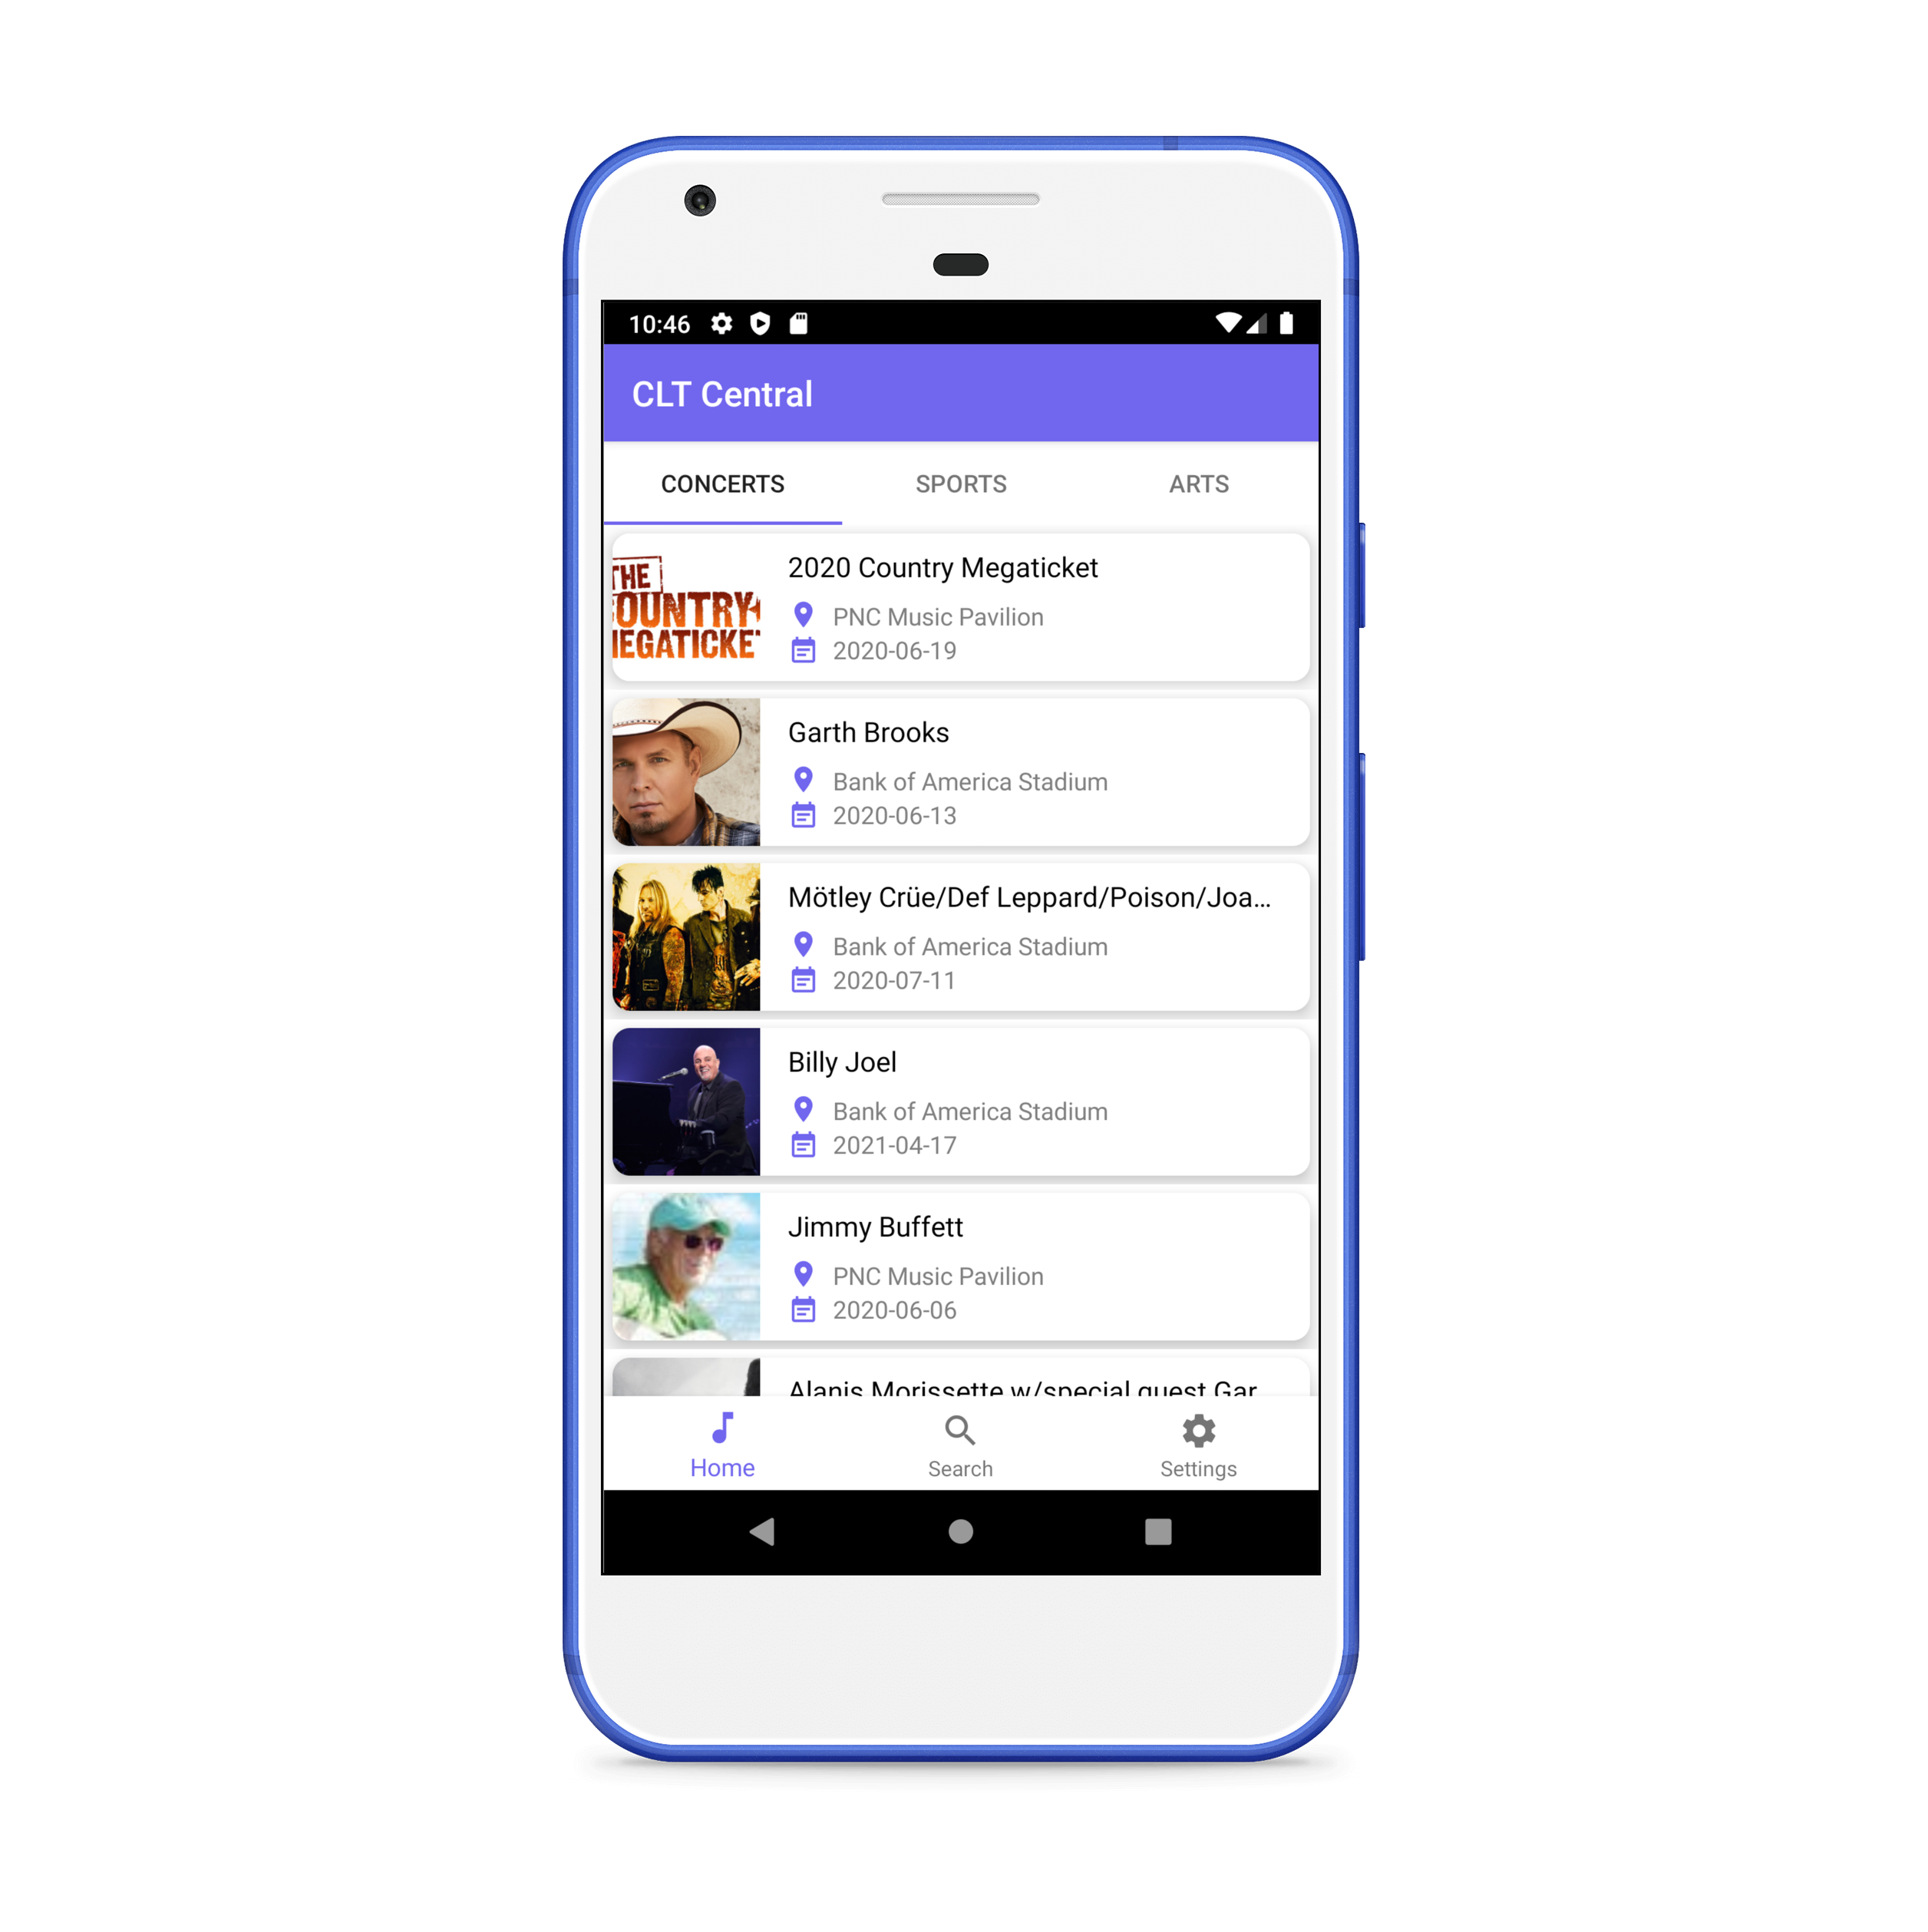 10:46
CLT Central
CONCERTS SPORTS ARTS
THE
OUNTRY
EGATICKE
2020 Country Megaticket
PNC Music Pavilion
2020-06-19
Garth Brooks
Bank of America Stadium
2020-06-13
Mötley Crüe/Def Leppard/Poison/Joa...
Bank of America Stadium
2020-07-11
Billy Joel
Bank of America Stadium
2021-04-17
Jimmy Buffett
PNC Music Pavilion
2020-06-06
Alanis Morissette w/special guest Gar
Home Search Settings